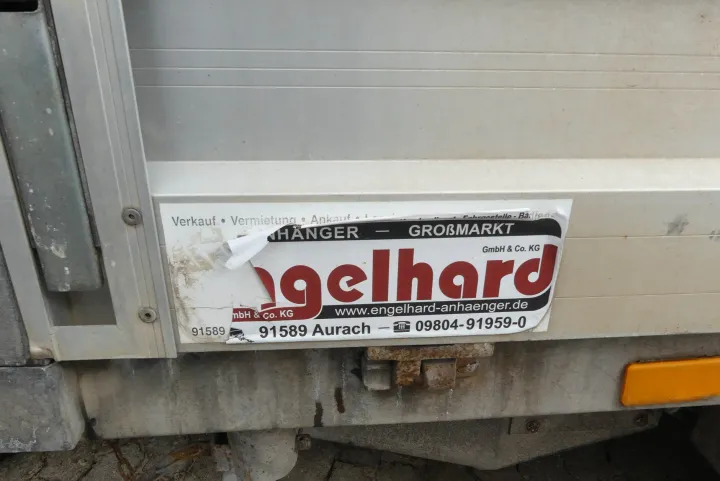 Verkauf • Vermietung • Ankauf •
NHÄNGER — GROßMARKT
GmbH & Co. KG
ngelhard
mbH & Co. KG
www.engelhard-anhaenger.de
91589
91589 Aurach — ☎ 09804-91959-0